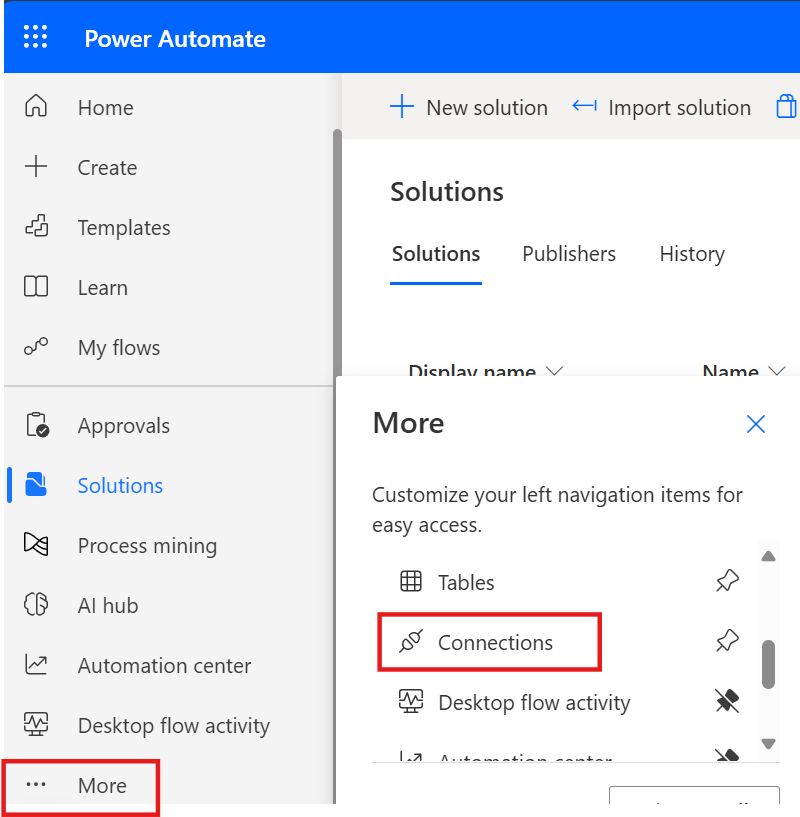 Power Automate
Home
Create
Templates
Learn
My flows
Approvals
Solutions
Process mining
AI hub
Automation center
Desktop flow activity
More
New solution
Import solution
Solutions
Solutions
Publishers
History
Display name
Name
More
Customize your left navigation items for
easy access.
Tables
Connections
Desktop flow activity
Automation center